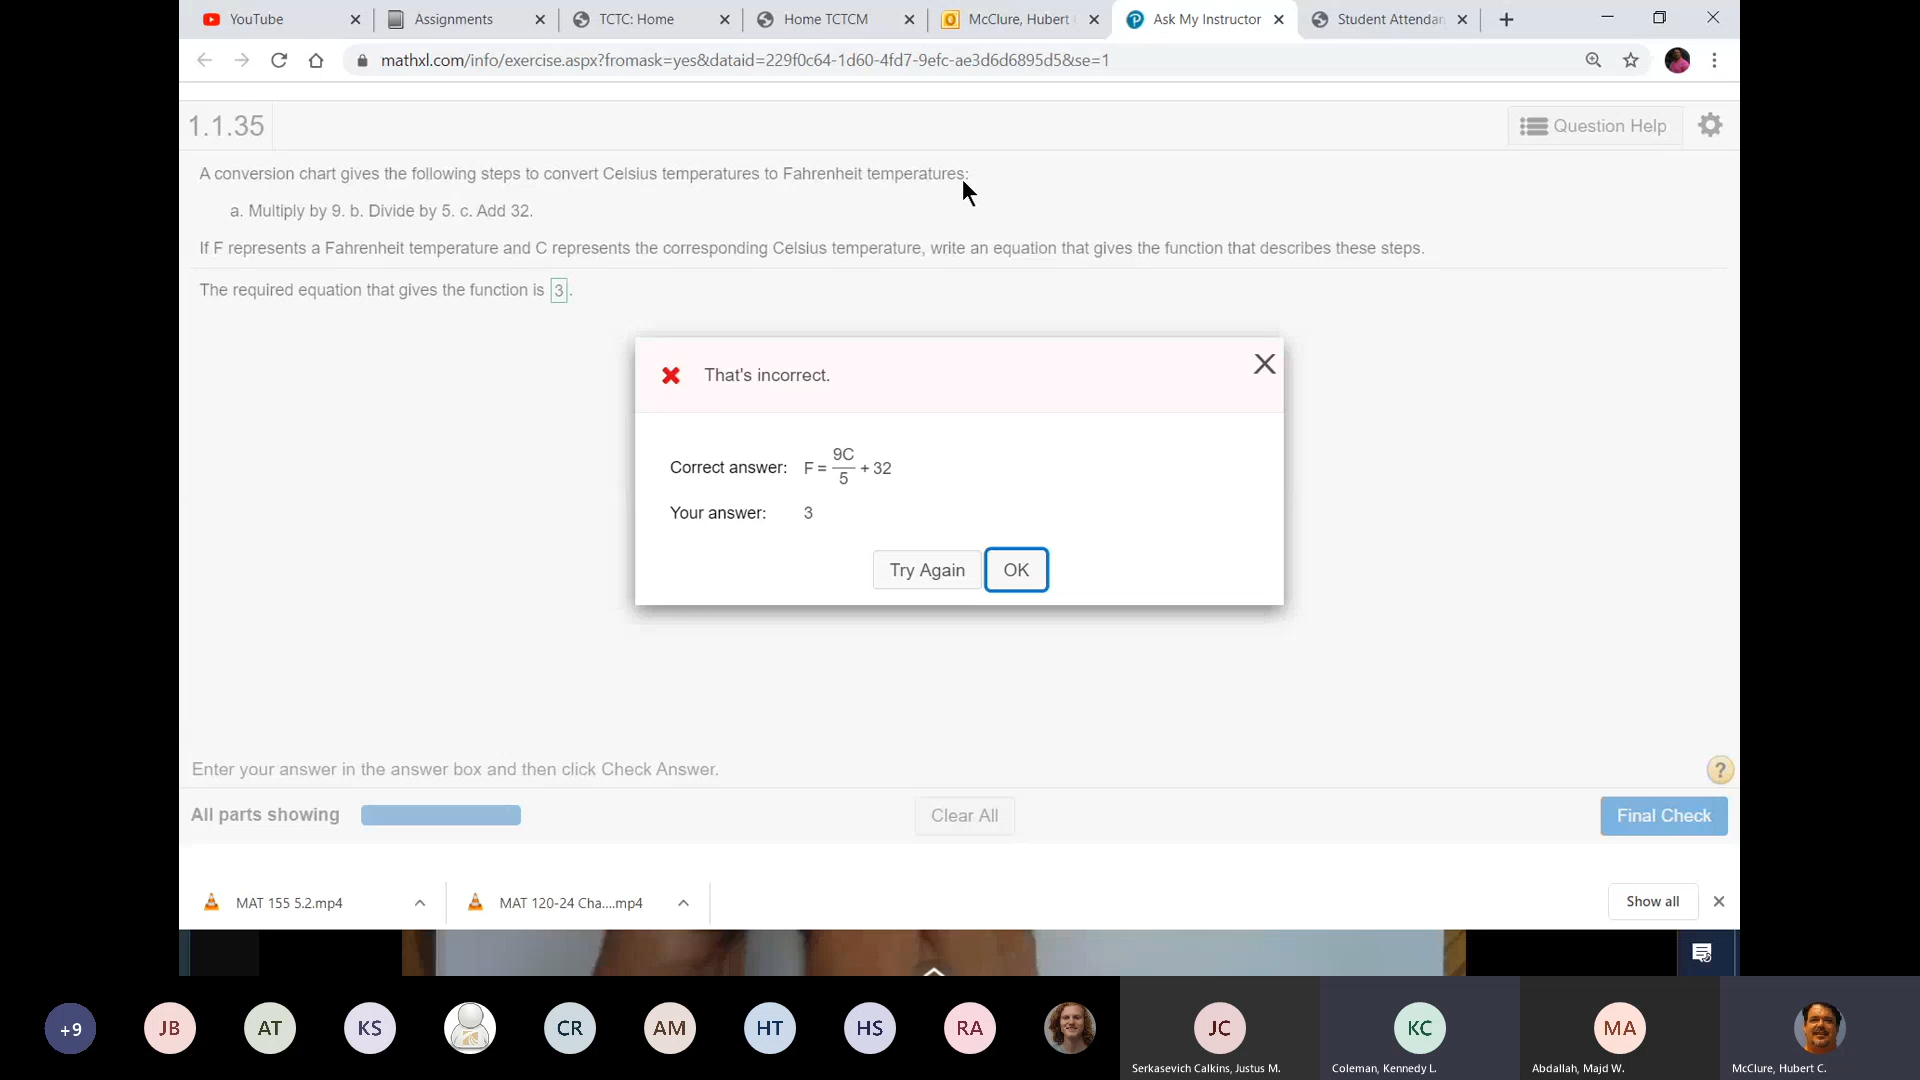 YouTube
Assignments
TCTC: Home
Home TCTCM
McClure, Hubert
Ask My Instructor
Student Attendan
mathxl.com/info/exercise.aspx?fromask=yes&dataid=229f0c64-1d60-4fd7-9efc-ae3d6d6895d5&se=1
1.1.35
Question Help
A conversion chart gives the following steps to convert Celsius temperatures to Fahrenheit temperatures:
a. Multiply by 9. b. Divide by 5. c. Add 32.
If F represents a Fahrenheit temperature and C represents the corresponding Celsius temperature, write an equation that gives the function that describes these steps.
The required equation that gives the function is 3.
That's incorrect.
Correct answer: F = 9C/5 + 32
Your answer: 3
Try Again
OK
Enter your answer in the answer box and then click Check Answer.
?
All parts showing
Clear All
Final Check
MAT 155 5.2.mp4
MAT 120-24 Cha....mp4
Show all
+9
JB
AT
KS
CR
AM
HT
HS
RA
JC
KC
MA
Serkasevich Calkins, Justus M.
Coleman, Kennedy L.
Abdallah, Majd W.
McClure, Hubert C.